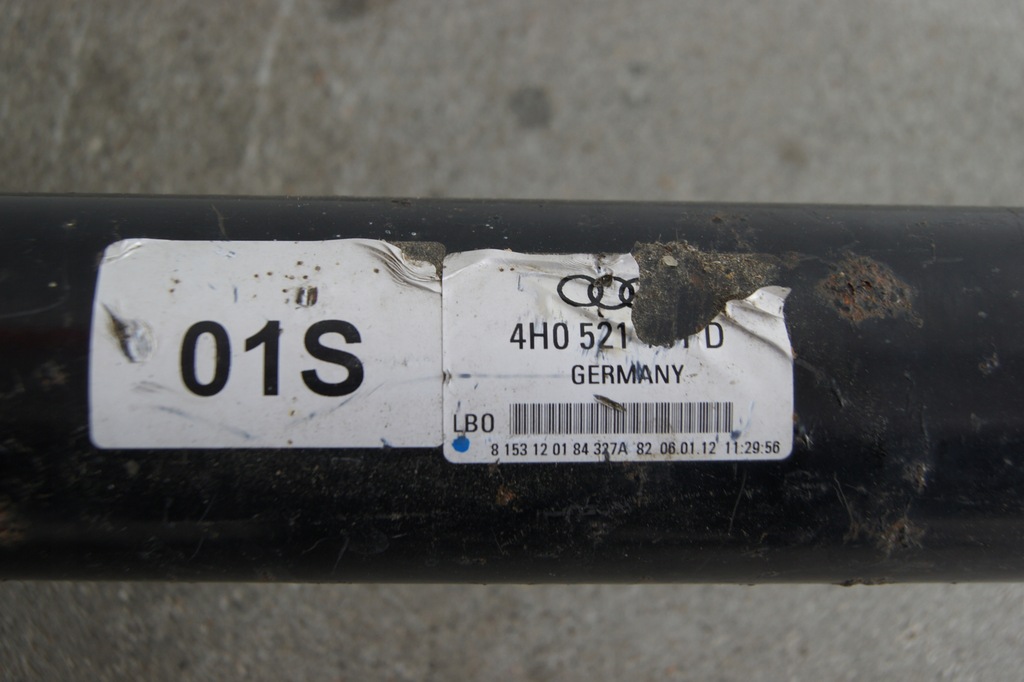 01S
4H0 521 D
GERMANY
LBO
8 153 12 01 84 327A 82 06.01.12 11:29:56